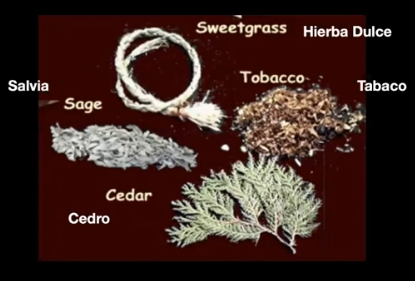 Sweetgrass
Hierba Dulce
Salvia
Sage
Tobacco
Tabaco
Cedar
Cedro